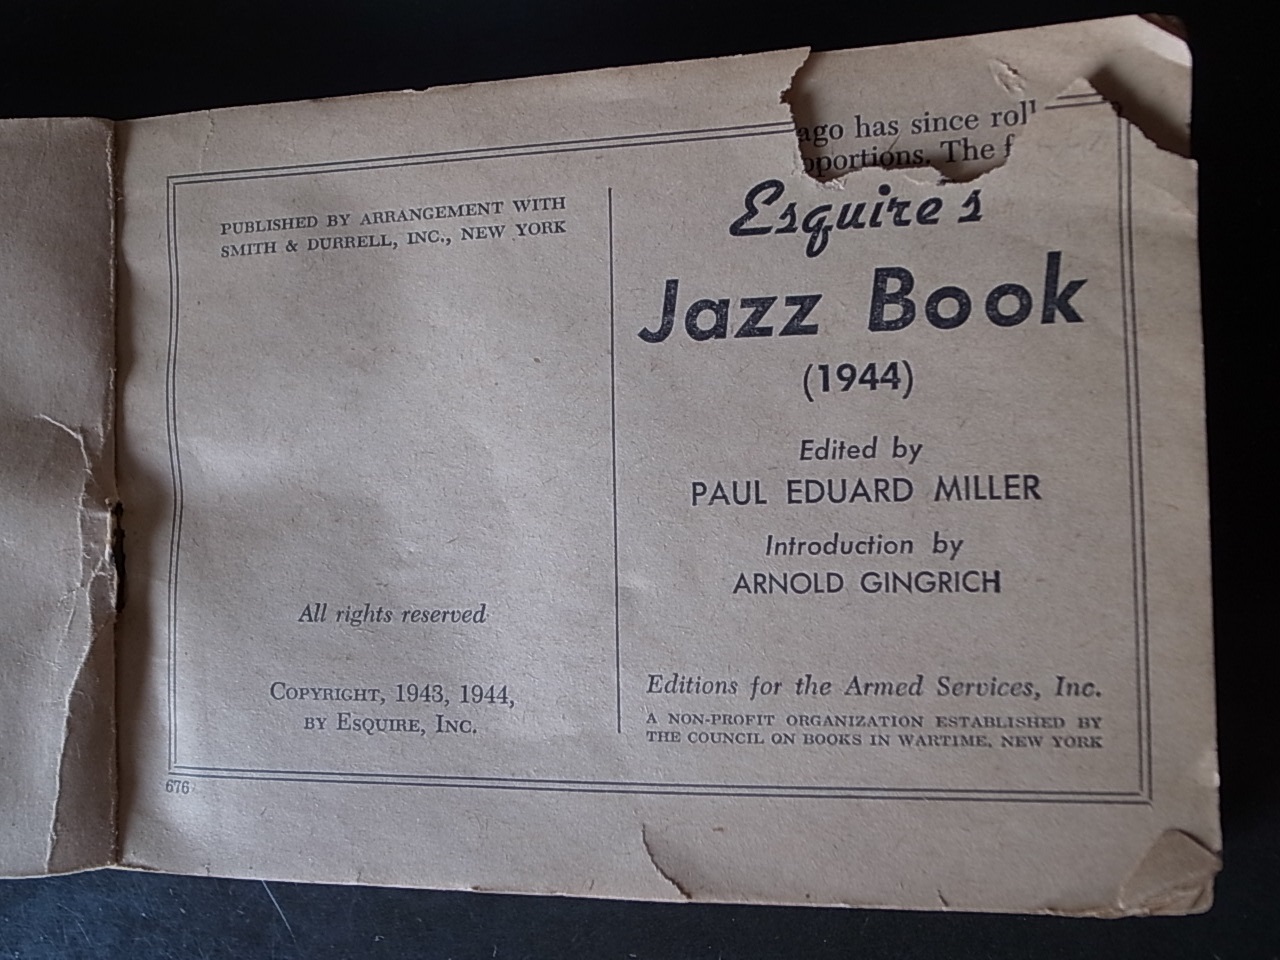 ago has since roll
portions. The f
PUBLISHED BY ARRANGEMENT WITH
SMITH & DURRELL, INC., NEW YORK
All rights reserved
COPYRIGHT, 1943, 1944,
BY ESQUIRE, INC.
676
Esquire's
Jazz Book
(1944)
Edited by
PAUL EDUARD MILLER
Introduction by
ARNOLD GINGRICH
Editions for the Armed Services, Inc.
A NON-PROFIT ORGANIZATION ESTABLISHED BY
THE COUNCIL ON BOOKS IN WARTIME, NEW YORK